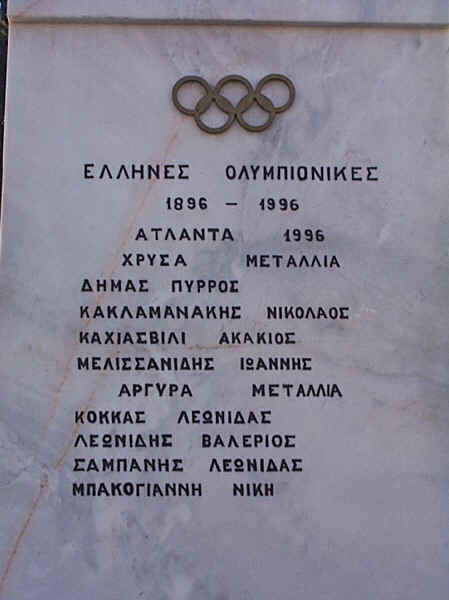 ΕΛΛΗΝΕΣ ΟΛΥΜΠΙΟΝΙΚΕΣ
1896 – 1996
ΑΤΛΑΝΤΑ 1996
ΧΡΥΣΑ ΜΕΤΑΛΛΙΑ
ΔΗΜΑΣ ΠΥΡΡΟΣ
ΚΑΚΛΑΜΑΝΑΚΗΣ ΝΙΚΟΛΑΟΣ
ΚΑΧΙΑΣΒΙΛΙ ΑΚΑΚΙΟΣ
ΜΕΛΙΣΣΑΝΙΔΗΣ ΙΩΑΝΝΗΣ
ΑΡΓΥΡΑ ΜΕΤΑΛΛΙΑ
ΚΟΚΚΑΣ ΛΕΩΝΙΔΑΣ
ΛΕΩΝΙΔΗΣ ΒΑΛΕΡΙΟΣ
ΣΑΜΠΑΝΗΣ ΛΕΩΝΙΔΑΣ
ΜΠΑΚΟΓΙΑΝΝΗ ΝΙΚΗ